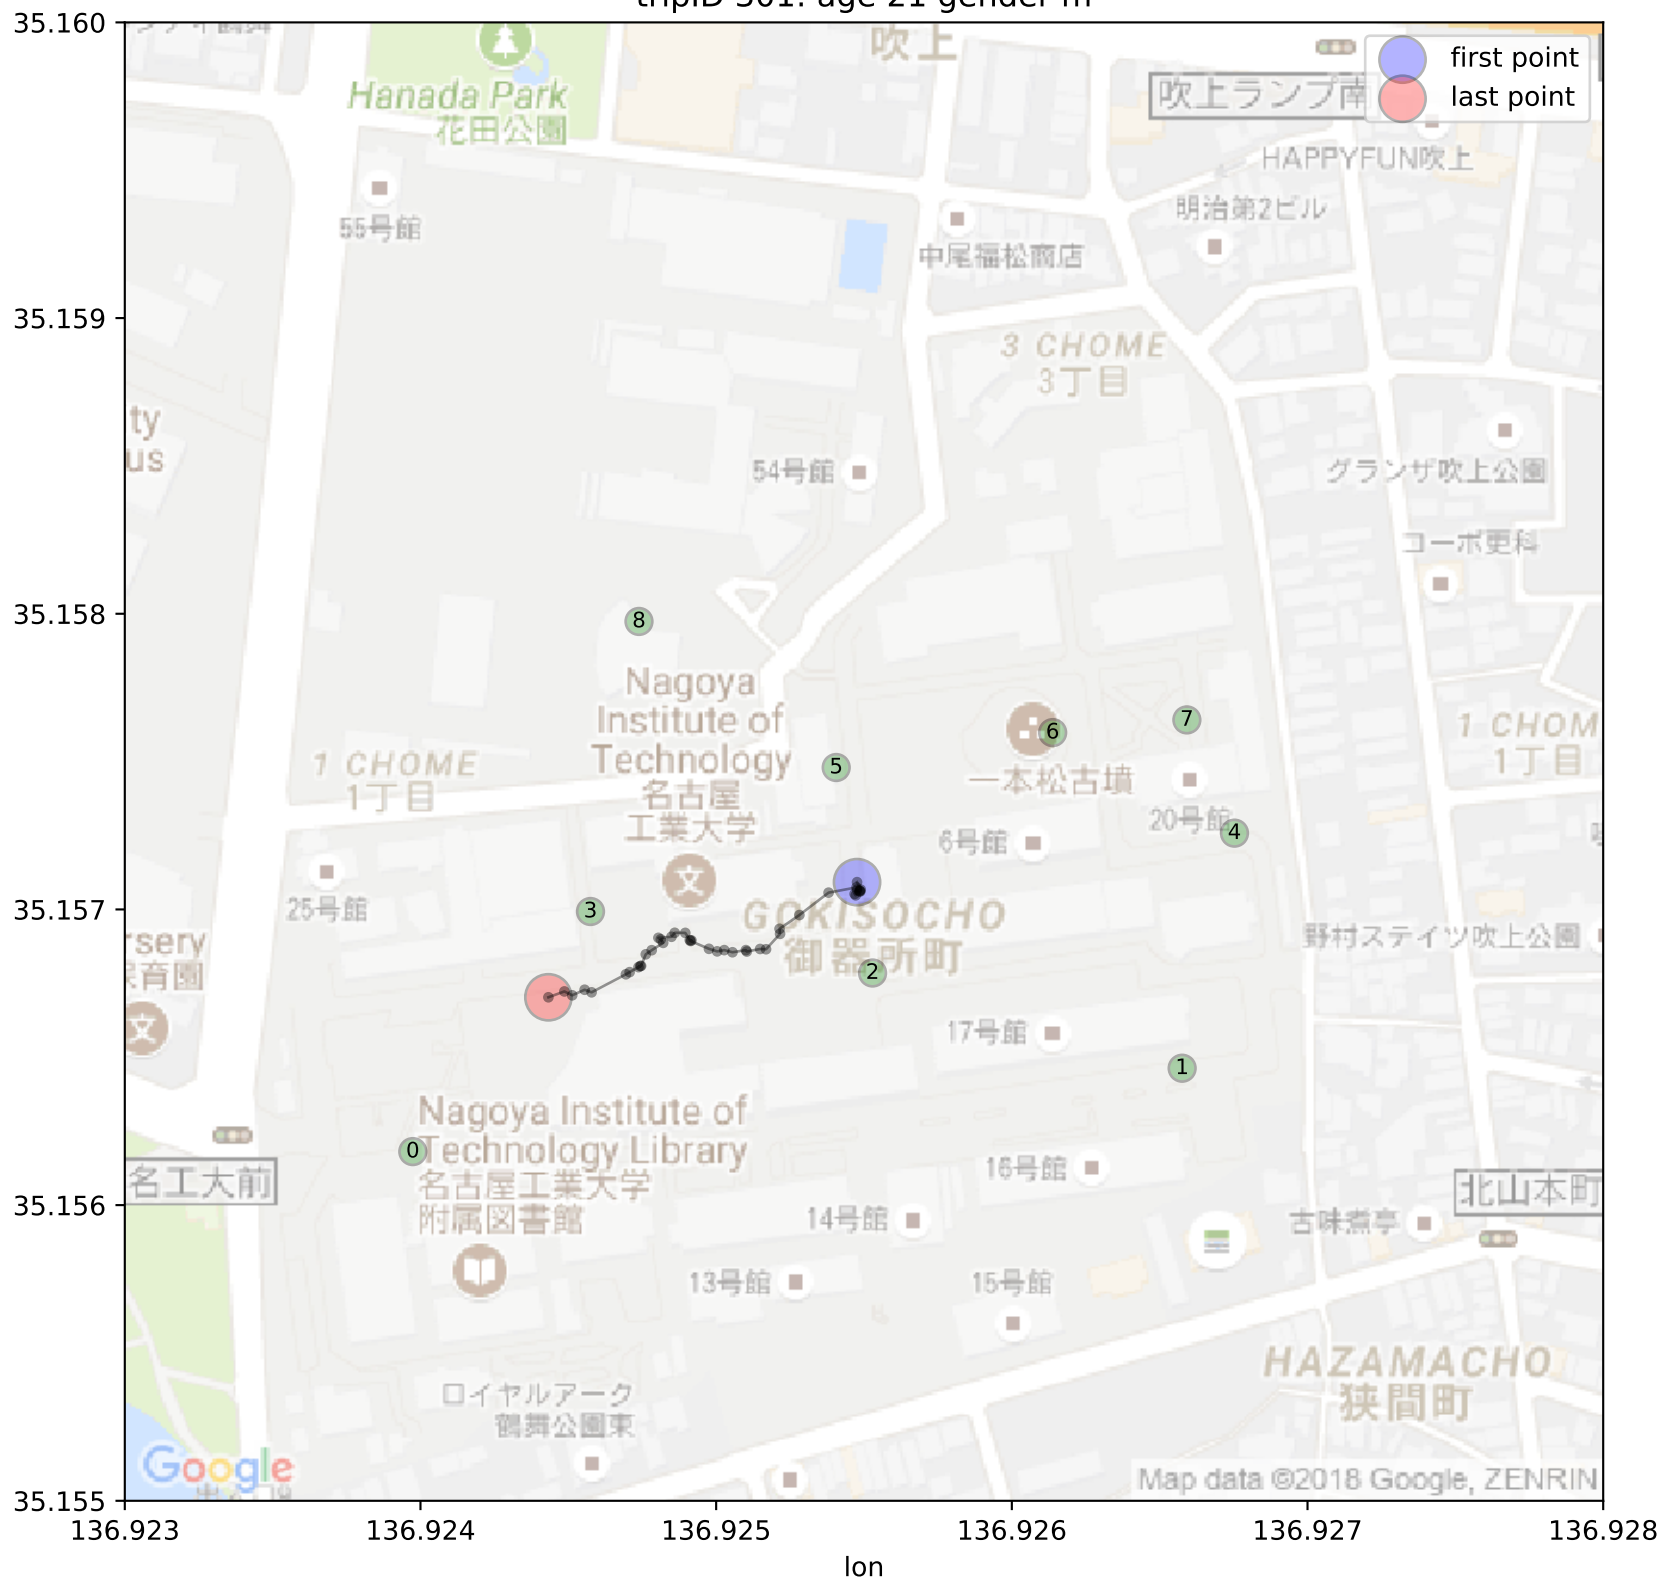 35.160
吹上
first point
last point
Hanada Park
花田公園
吹上ランプ南
HAPPYFUN吹上
明治第2ビル
55号館
中尾福松商店
35.159
3 CHOME
3丁目
ty
us
54号館
グランザ吹上公園
コーポ更科
35.158
8
Nagoya
Institute of
Technology
名古屋
工業大学
7
6
1 CHOM
1丁目
5
一本松古墳
1 CHOME
1丁目
20号館
4
6号館
25号館
3
35.157
GOKISOCHO
御器所町
野村ステイツ吹上公園
rsery
育園
2
17号館
1
Nagoya Institute of
Technology Library
名古屋工業大学
附属図書館
0
名工大前
16号館
北山本町
35.156
14号館
古味煮亭
13号館
15号館
HAZAMACHO
狭間町
ロイヤルアーク
鶴舞公園東
Google
Map data ©2018 Google, ZENRIN
35.155
136.923
136.924
136.925
136.926
136.927
136.928
lon